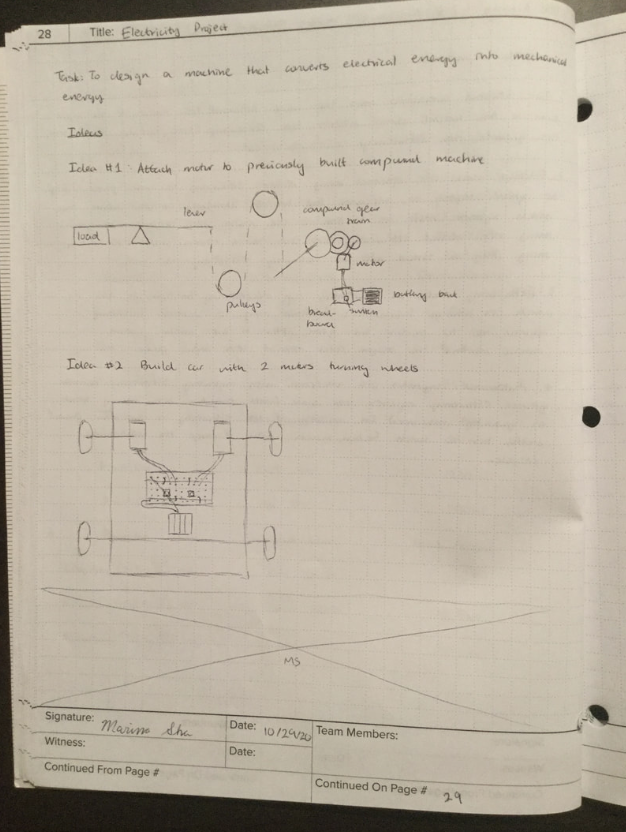 28 Title: Electricity Project
Task: To design a machine that converts electrical energy into mechanical
energy
Ideas
Idea #1: Attach motor to previously built compound machine
lever
compound gear
train
load
motor
pulleys
battery pack
bread-
board
button
Idea #2 Build car with 2 motors turning wheels
MS
Signature: Date: 10/29/20 Team Members:
Witness: Date:
Continued From Page # Continued On Page # 29